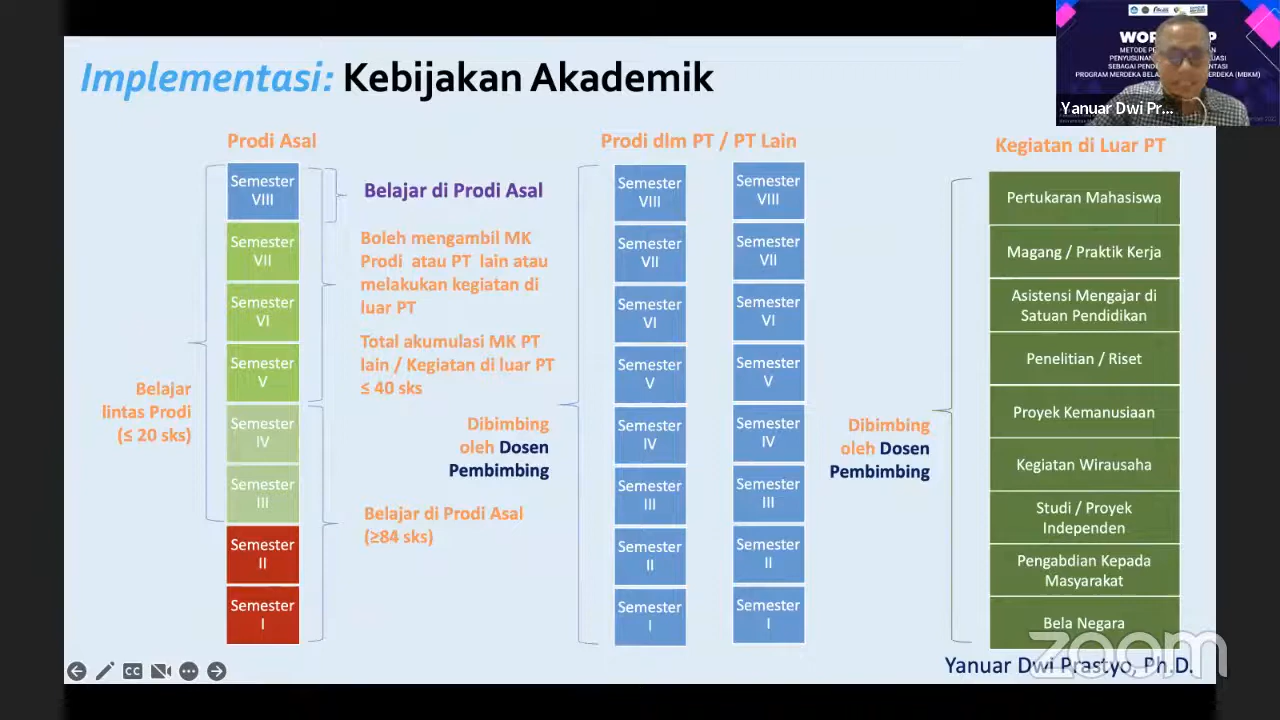 Implementasi: Kebijakan Akademik
WORKSHOP
METODE PE
PENYUSUNAN
SEBAGAI PEND
PROGRAM MERDEKA BELA
ERDEKA (MBKM)
Yanuar Dwi Pr...
Prodi Asal
Semester
VIII
Semester
VII
Semester
VI
Semester
V
Semester
IV
Semester
III
Semester
II
Semester
I
Belajar
lintas Prodi
(≤ 20 sks)
Belajar di Prodi Asal
Boleh mengambil MK
Prodi atau PT lain atau
melakukan kegiatan di
luar PT
Total akumulasi MK PT
lain / Kegiatan di luar PT
≤ 40 sks
Belajar di Prodi Asal
(≥84 sks)
Dibimbing
oleh Dosen
Pembimbing
Prodi dlm PT / PT Lain
Semester
VIII
Semester
VII
Semester
VI
Semester
V
Semester
IV
Semester
III
Semester
II
Semester
I
Semester
VIII
Semester
VII
Semester
VI
Semester
V
Semester
IV
Semester
III
Semester
II
Semester
I
Dibimbing
oleh Dosen
Pembimbing
Kegiatan di Luar PT
Pertukaran Mahasiswa
Magang / Praktik Kerja
Asistensi Mengajar di
Satuan Pendidikan
Penelitian / Riset
Proyek Kemanusiaan
Kegiatan Wirausaha
Studi / Proyek
Independen
Pengabdian Kepada
Masyarakat
Bela Negara
Yanuar Dwi Prastyo, Ph.D.
zoom
CC